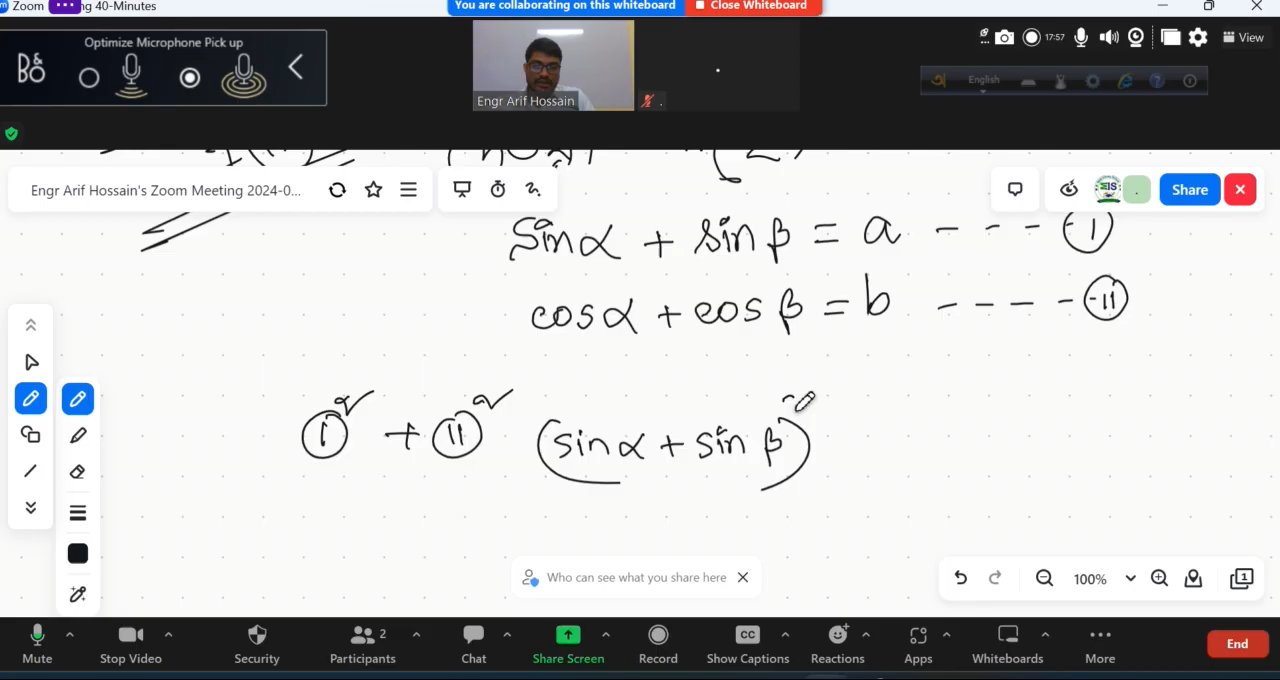 Zoom ng 40-Minutes
You are collaborating on this whiteboard Close Whiteboard
Optimize Microphone Pick up
B&O
Engr Arif Hossain
.
17:57
View
English
Engr Arif Hossain's Zoom Meeting 2024-0...
EIS
.
Share
sinα + sinβ = a - - - - (I)
cosα + cosβ = b - - - - (II)
(I)² + (II)² (sinα + sinβ)
Who can see what you share here
100%
1
Mute
Stop Video
Security
2
Participants
Chat
Share Screen
Record
CC
Show Captions
Reactions
Apps
Whiteboards
More
End